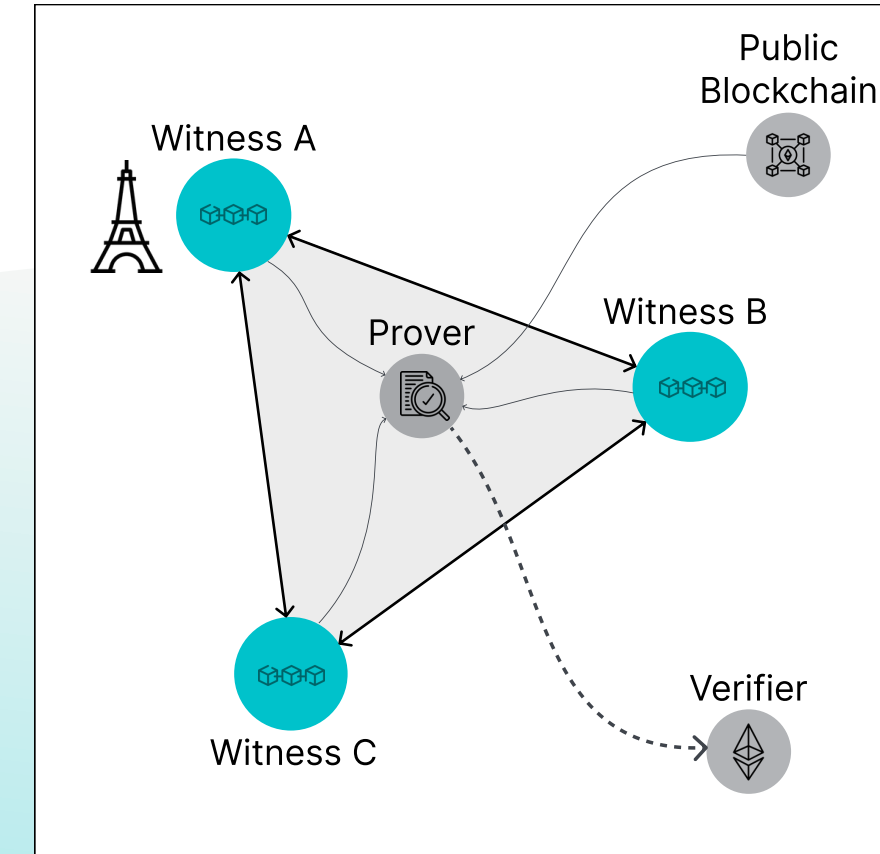 Public
Blockchain
Witness A
Witness B
Prover
Verifier
Witness C